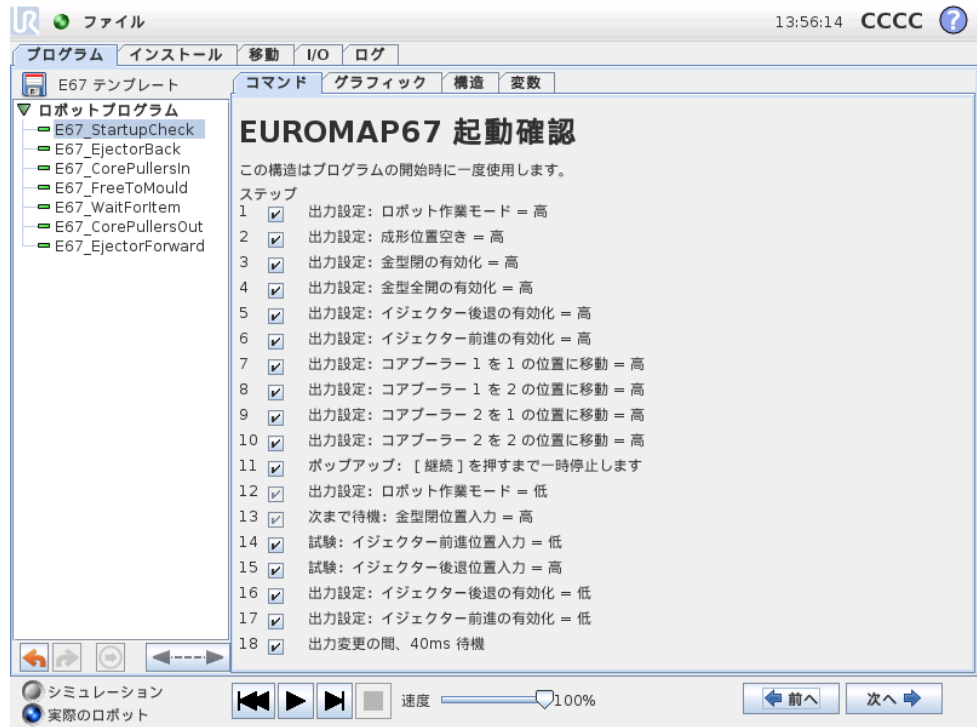 UR ファイル 13:56:14 CCCC ?
プログラム インストール 移動 I/O ログ
E67 テンプレート
コマンド グラフィック 構造 変数
ロボットプログラム
E67_StartupCheck
E67_EjectorBack
E67_CorePullersIn
E67_FreeToMould
E67_WaitForItem
E67_CorePullersOut
E67_EjectorForward
EUROMAP67 起動確認
この構造はプログラムの開始時に一度使用します。
ステップ
1 出力設定: ロボット作業モード = 高
2 出力設定: 成形位置空き = 高
3 出力設定: 金型閉の有効化 = 高
4 出力設定: 金型全開の有効化 = 高
5 出力設定: イジェクター後退の有効化 = 高
6 出力設定: イジェクター前進の有効化 = 高
7 出力設定: コアプーラー 1 を 1 の位置に移動 = 高
8 出力設定: コアプーラー 1 を 2 の位置に移動 = 高
9 出力設定: コアプーラー 2 を 1 の位置に移動 = 高
10 出力設定: コアプーラー 2 を 2 の位置に移動 = 高
11 ポップアップ: [ 継続 ] を押すまで一時停止します
12 出力設定: ロボット作業モード = 低
13 次まで待機: 金型閉位置入力 = 高
14 試験: イジェクター前進位置入力 = 低
15 試験: イジェクター後退位置入力 = 高
16 出力設定: イジェクター後退の有効化 = 低
17 出力設定: イジェクター前進の有効化 = 低
18 出力変更の間、40ms 待機
シミュレーション
実際のロボット
速度 100%
前へ 次へ